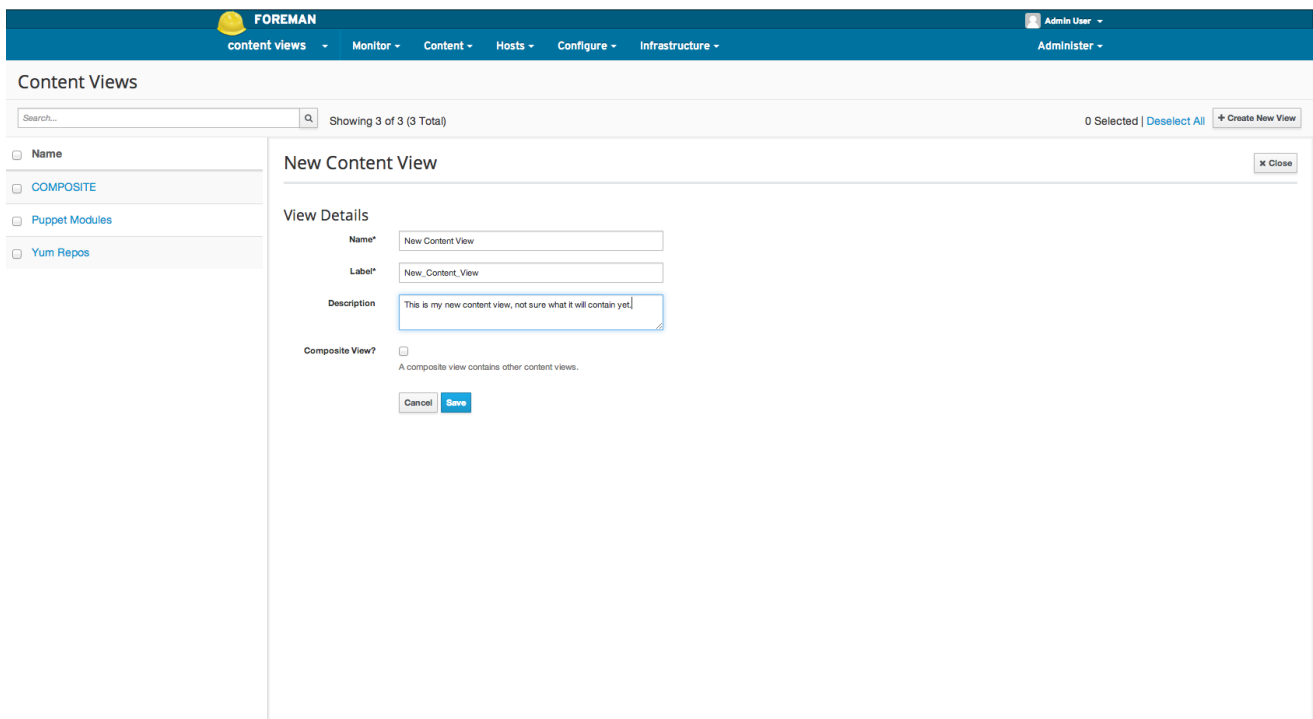 FOREMAN
Admin User
content views
Monitor
Content
Hosts
Configure
Infrastructure
Administer
Content Views
Search...
Showing 3 of 3 (3 Total)
0 Selected | Deselect All
+ Create New View
Name
COMPOSITE
Puppet Modules
Yum Repos
New Content View
× Close
View Details
Name* New Content View
Label* New_Content_View
Description This is my new content view, not sure what it will contain yet.
Composite View?
A composite view contains other content views.
Cancel Save